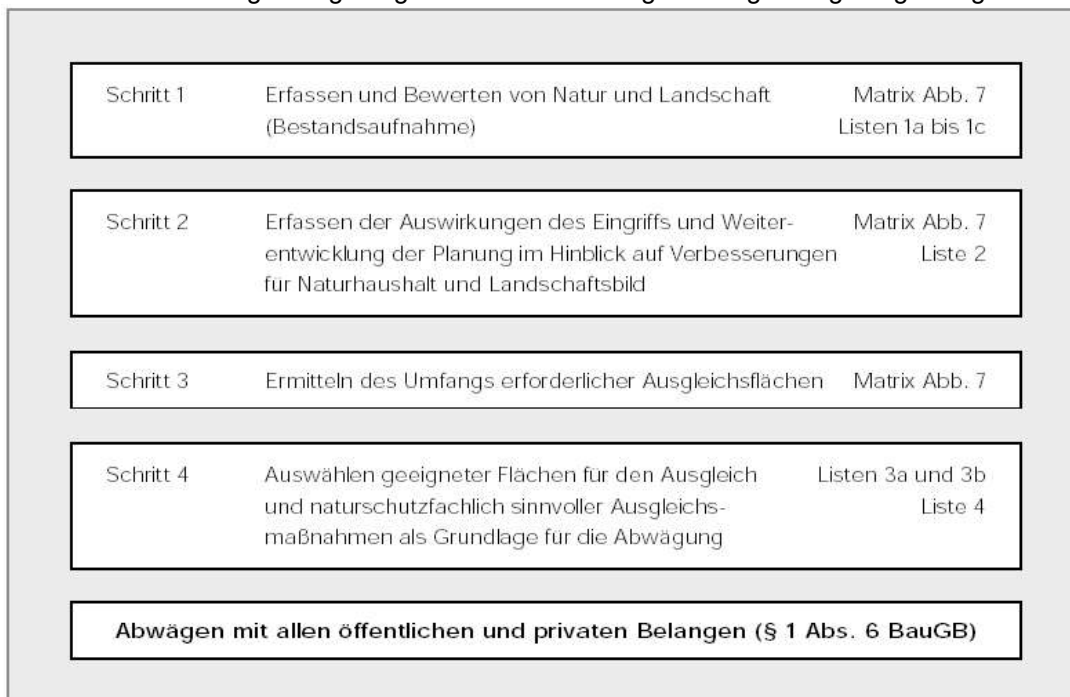 Schritt 1 Erfassen und Bewerten von Natur und Landschaft Matrix Abb. 7
(Bestandsaufnahme) Listen 1a bis 1c
Schritt 2 Erfassen der Auswirkungen des Eingriffs und Weiter- Matrix Abb. 7
entwicklung der Planung im Hinblick auf Verbesserungen Liste 2
für Naturhaushalt und Landschaftsbild
Schritt 3 Ermitteln des Umfangs erforderlicher Ausgleichsflächen Matrix Abb. 7
Schritt 4 Auswählen geeigneter Flächen für den Ausgleich Listen 3a und 3b
und naturschutzfachlich sinnvoller Ausgleichs- Liste 4
maßnahmen als Grundlage für die Abwägung
Abwägen mit allen öffentlichen und privaten Belangen (§ 1 Abs. 6 BauGB)